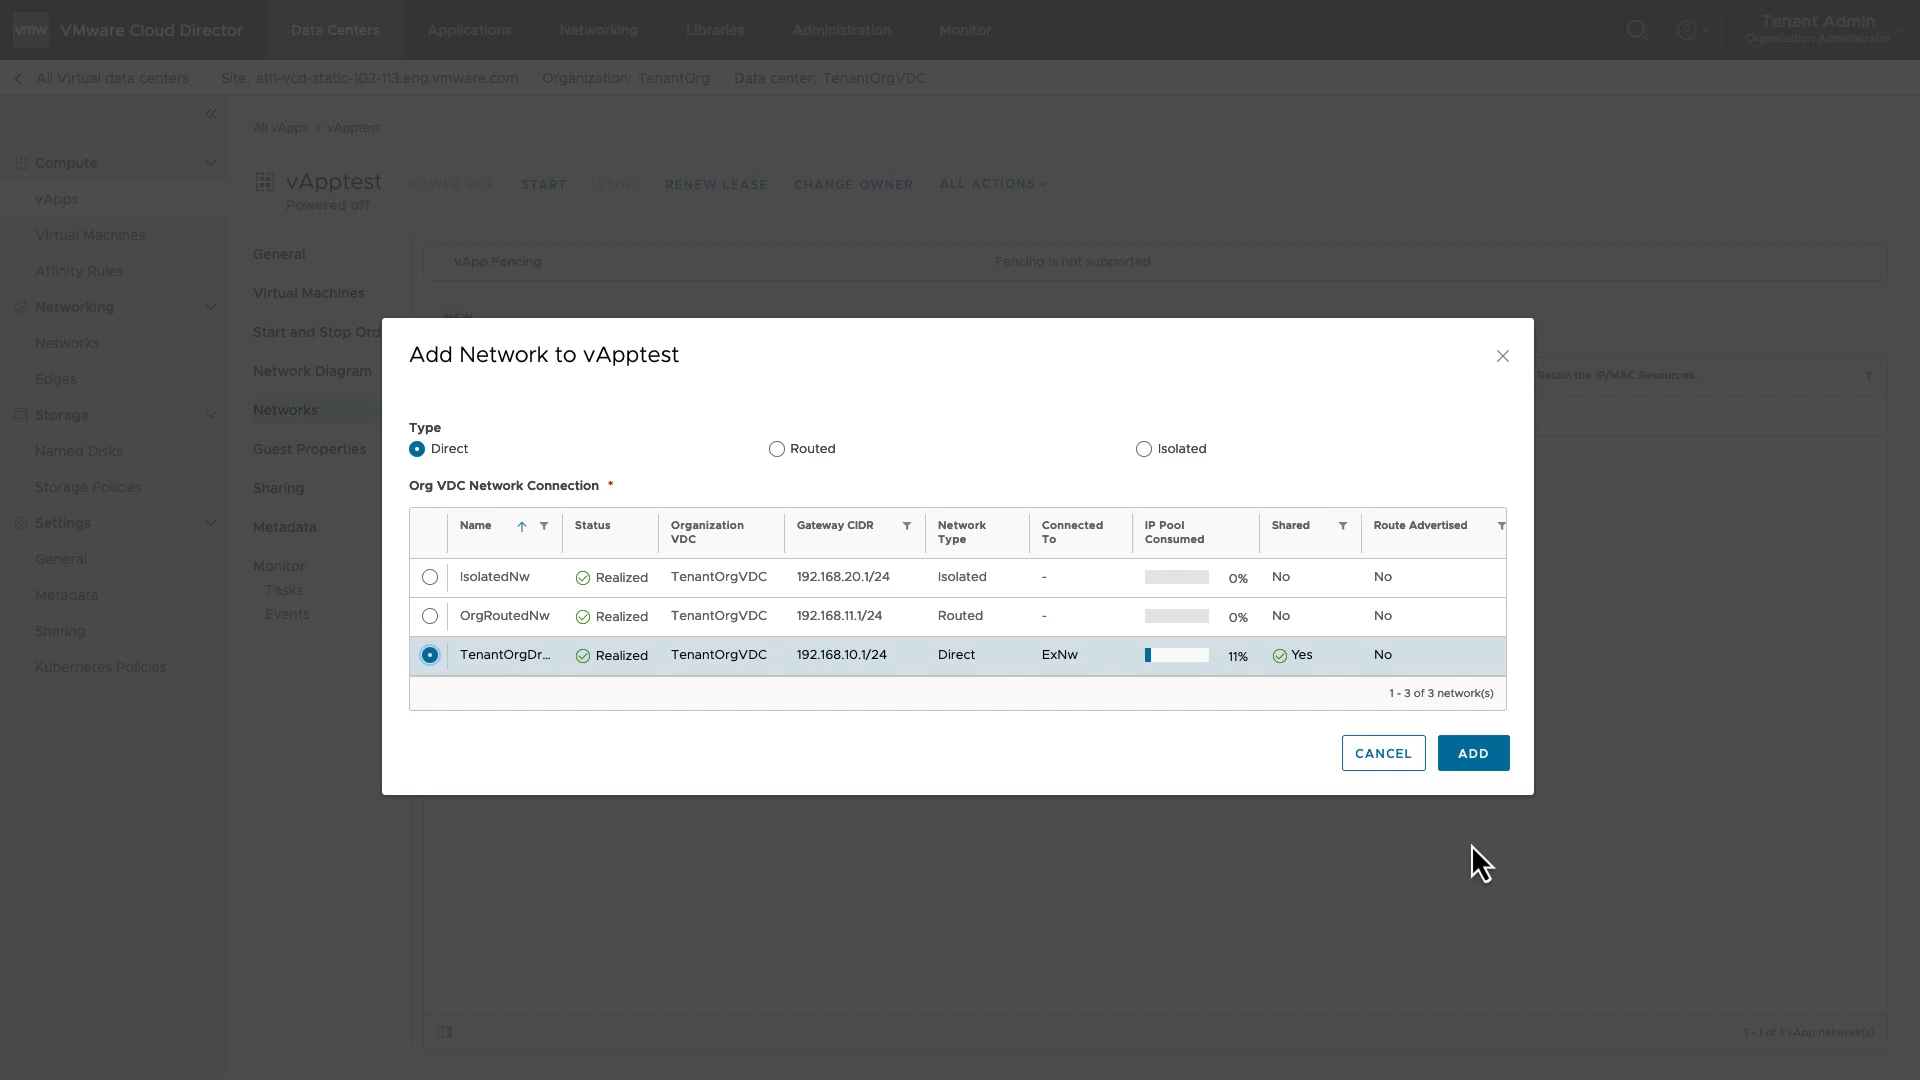 vmw VMware Cloud Director Data Centers Applications Networking Libraries Administration Monitor Tenant Admin
Organization Administrator
All Virtual data centers Site: atl1-vcd-static-102-113.eng.vmware.com Organization: TenantOrg Data center: TenantOrgVDC
All vApps > vApptest
Compute
vApps
Virtual Machines
Affinity Rules
Networking
Networks
Edges
Storage
Named Disks
Storage Policies
Settings
General
Metadata
Sharing
Kubernetes Policies
vApptest POWER OFF START STOP RENEW LEASE CHANGE OWNER ALL ACTIONS
Powered off
General
Virtual Machines
Start and Stop Ord
Network Diagram
Networks
Guest Properties
Sharing
Metadata
Monitor
Tasks
Events
vApp Fencing Fencing is not supported
NEW
Retain the IP/MAC Resources.
Add Network to vApptest
Type
Direct Routed Isolated
Org VDC Network Connection *
Name Status Organization VDC Gateway CIDR Network Type Connected To IP Pool Consumed Shared Route Advertised
IsolatedNw Realized TenantOrgVDC 192.168.20.1/24 Isolated - 0% No No
OrgRoutedNw Realized TenantOrgVDC 192.168.11.1/24 Routed - 0% No No
TenantOrgDr... Realized TenantOrgVDC 192.168.10.1/24 Direct ExNw 11% Yes No
1 - 3 of 3 network(s)
CANCEL ADD
1 - 1 of 1 vApp network(s)